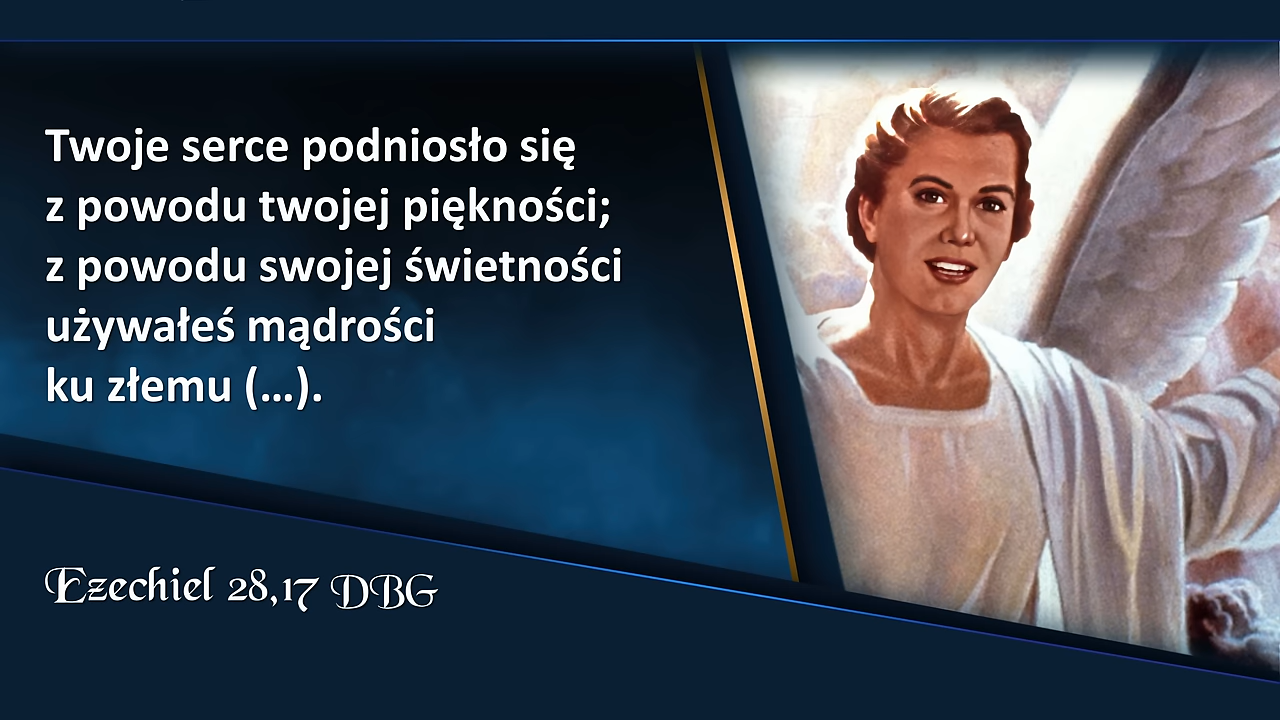 Twoje serce podniosło się
z powodu twojej piękności;
z powodu swojej świetności
używałeś mądrości
ku złemu (...).
Ezechiel 28,17 DBG